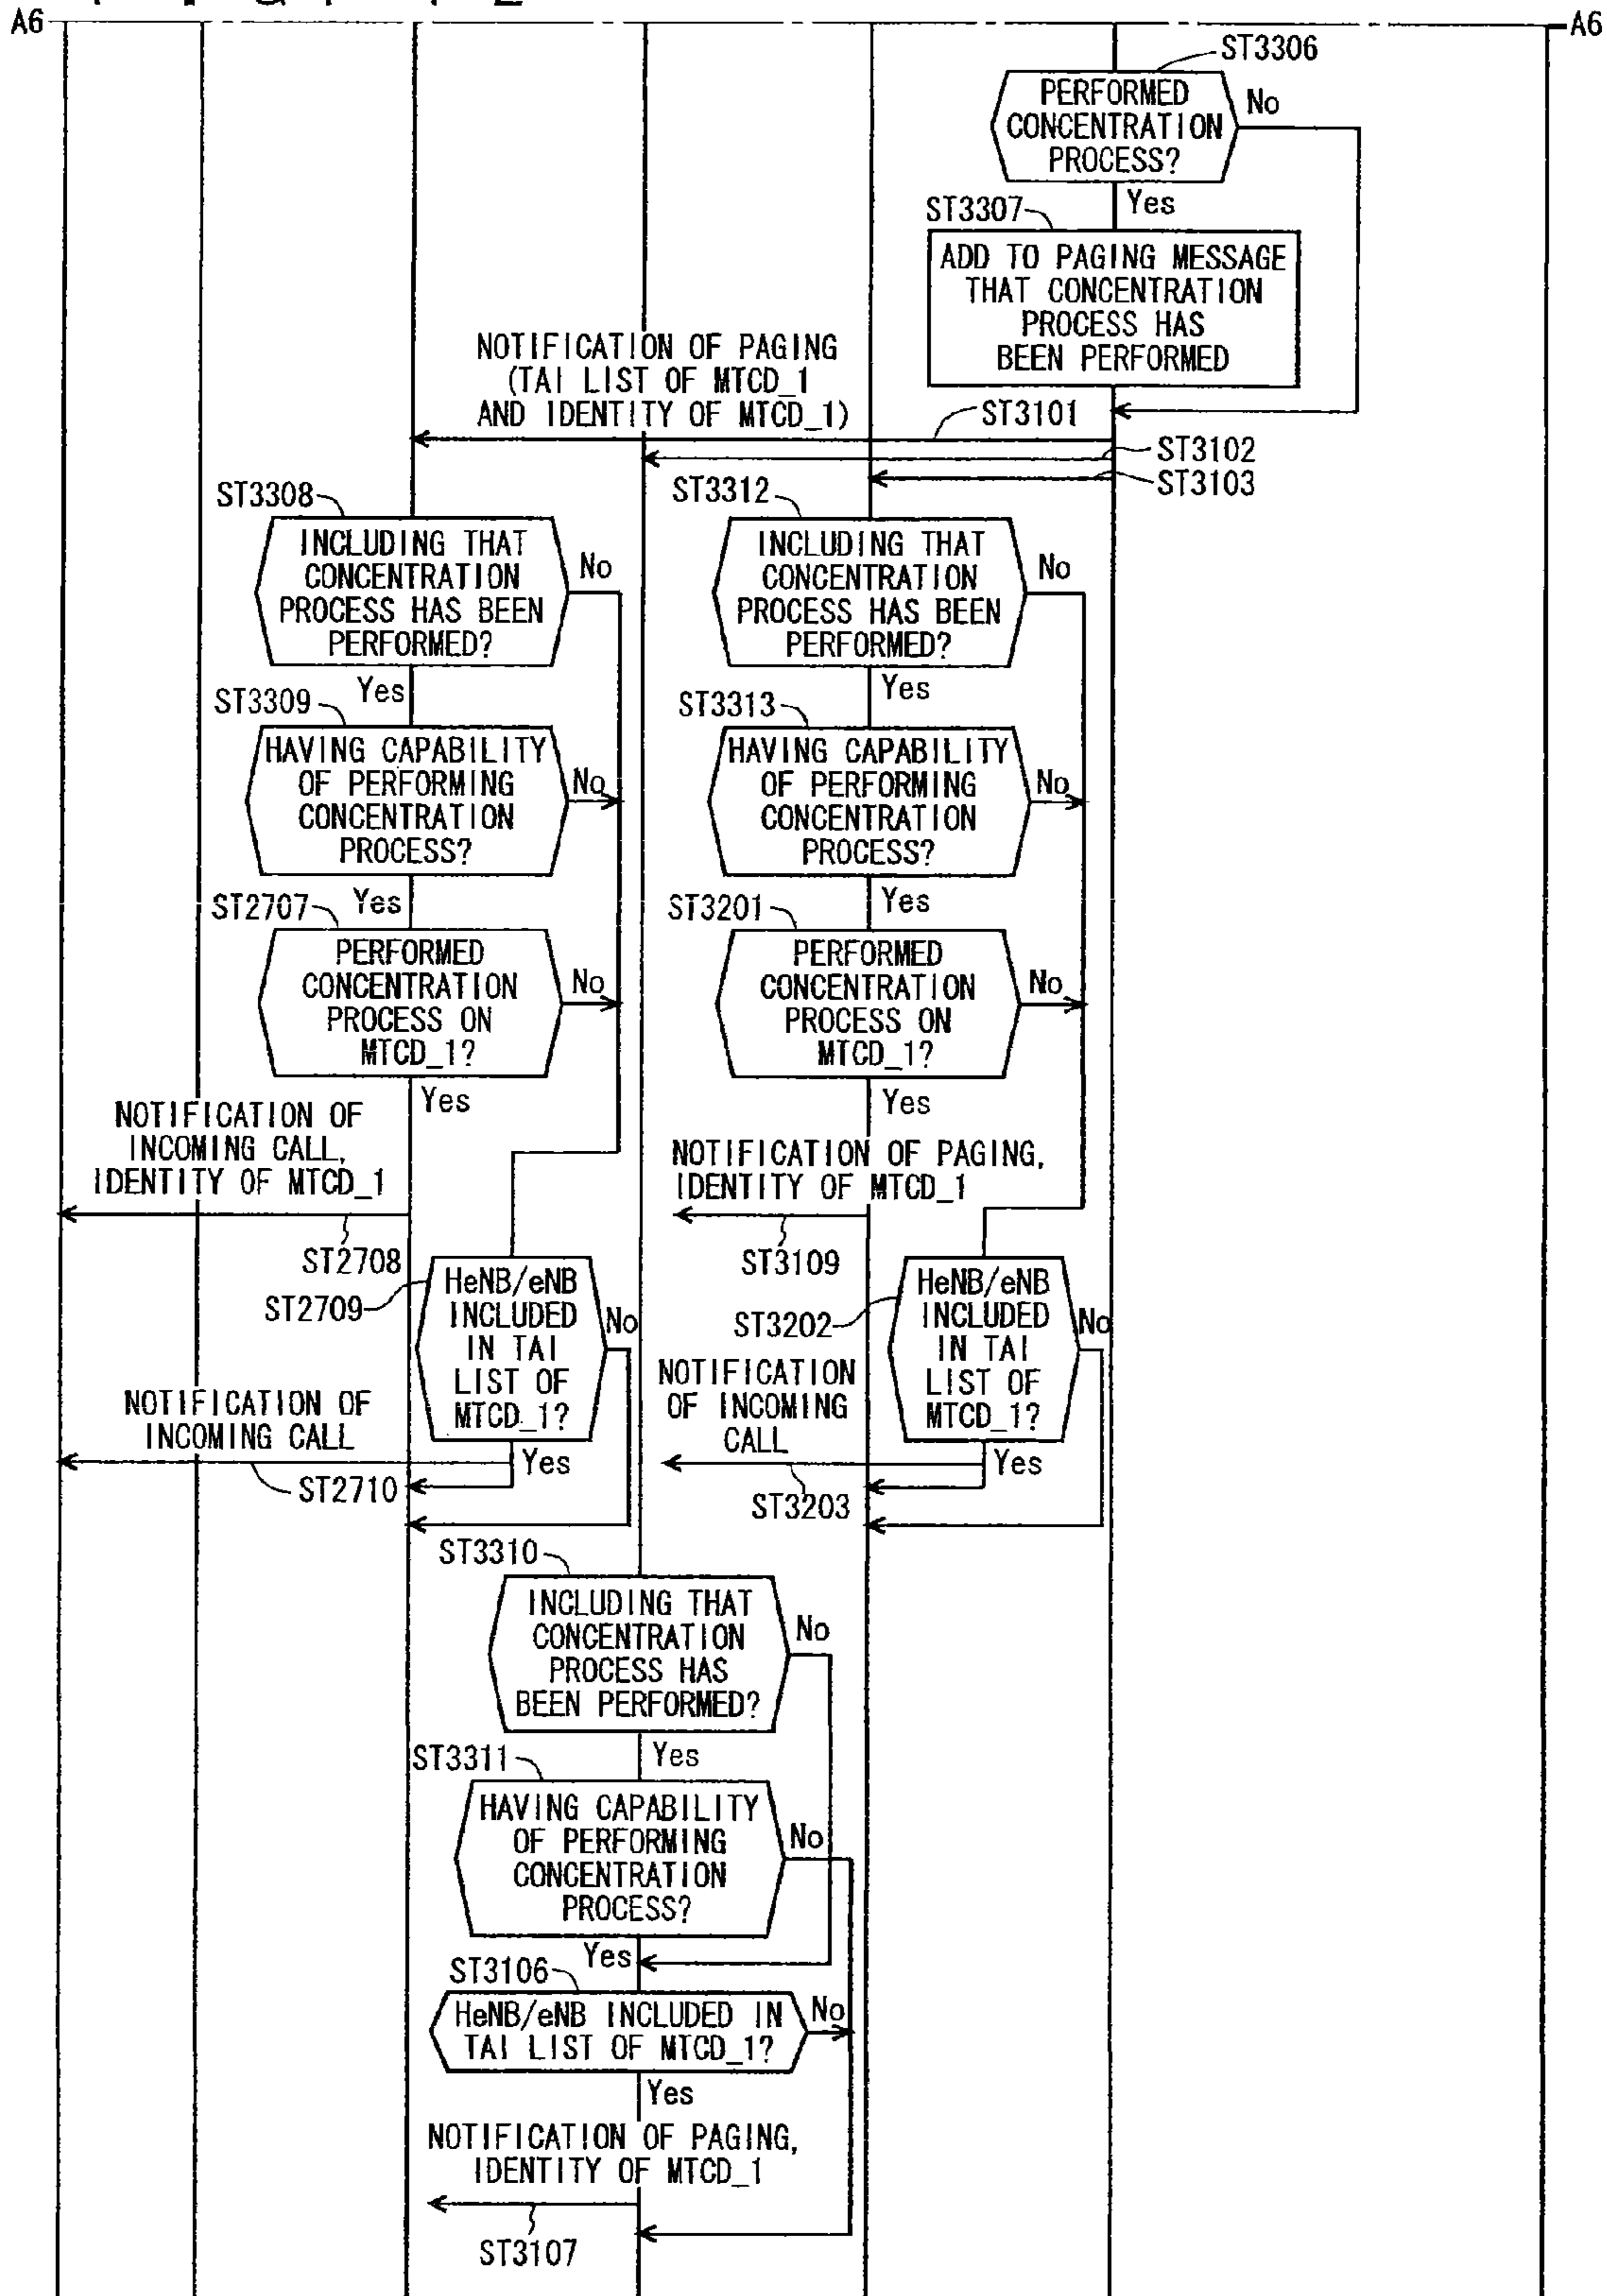 A6
A6
ST3306
PERFORMED
CONCENTRATION
PROCESS?
No
Yes
ST3307
ADD TO PAGING MESSAGE
THAT CONCENTRATION
PROCESS HAS
BEEN PERFORMED
NOTIFICATION OF PAGING
(TAI LIST OF MTCD_1
AND IDENTITY OF MTCD_1)
ST3101
ST3102
ST3103
ST3308
INCLUDING THAT
CONCENTRATION
PROCESS HAS BEEN
PERFORMED?
No
Yes
ST3312
INCLUDING THAT
CONCENTRATION
PROCESS HAS BEEN
PERFORMED?
No
Yes
ST3309
HAVING CAPABILITY
OF PERFORMING
CONCENTRATION
PROCESS?
No
Yes
ST3313
HAVING CAPABILITY
OF PERFORMING
CONCENTRATION
PROCESS?
No
Yes
ST2707
PERFORMED
CONCENTRATION
PROCESS ON
MTCD_1?
No
Yes
ST3201
PERFORMED
CONCENTRATION
PROCESS ON
MTCD_1?
No
Yes
NOTIFICATION OF
INCOMING CALL,
IDENTITY OF MTCD_1
ST2708
NOTIFICATION OF PAGING,
IDENTITY OF MTCD_1
ST3109
ST2709
HeNB/eNB
INCLUDED
IN TAI
LIST OF
MTCD_1?
No
Yes
ST3202
HeNB/eNB
INCLUDED
IN TAI
LIST OF
MTCD_1?
No
Yes
NOTIFICATION OF
INCOMING CALL
ST2710
NOTIFICATION
OF INCOMING
CALL
ST3203
ST3310
INCLUDING THAT
CONCENTRATION
PROCESS HAS
BEEN PERFORMED?
No
Yes
ST3311
HAVING CAPABILITY
OF PERFORMING
CONCENTRATION
PROCESS?
No
Yes
ST3106
HeNB/eNB INCLUDED IN
TAI LIST OF MTCD_1?
No
Yes
NOTIFICATION OF PAGING,
IDENTITY OF MTCD_1
ST3107